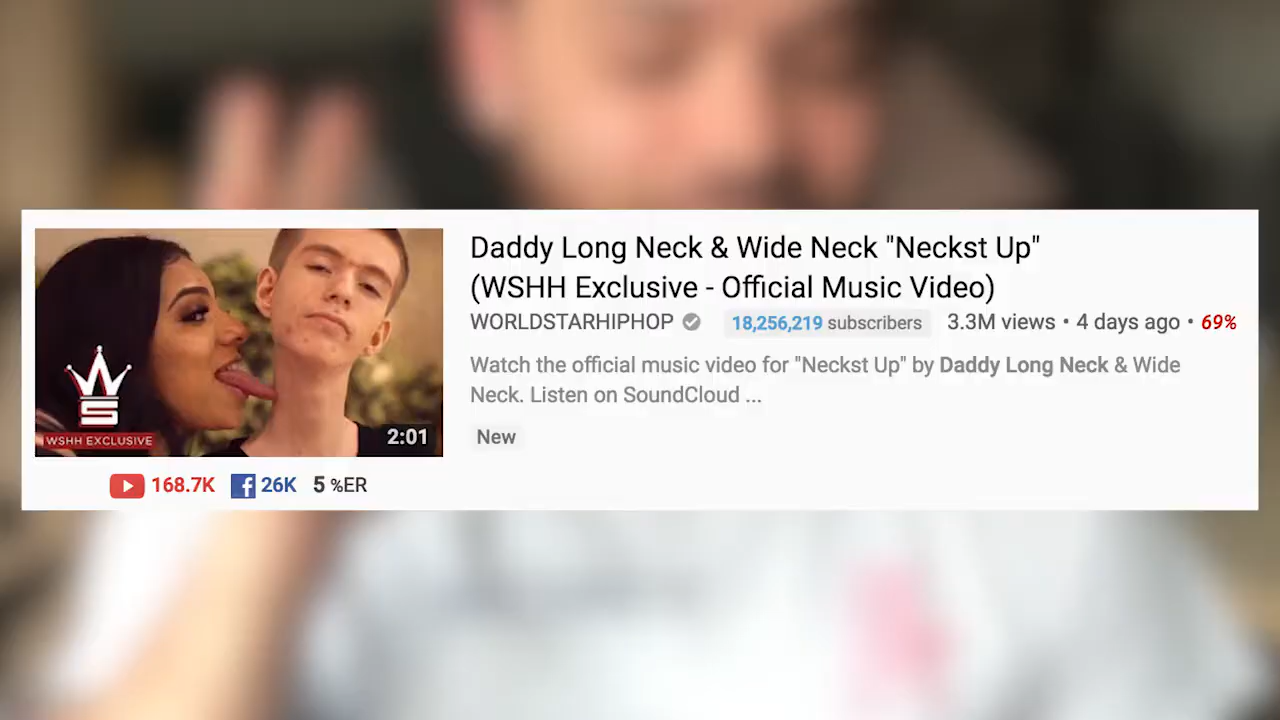 Daddy Long Neck & Wide Neck "Neckst Up"
(WSHH Exclusive - Official Music Video)
WORLDSTARHIPHOP 18,256,219 subscribers 3.3M views • 4 days ago • 69%
Watch the official music video for "Neckst Up" by Daddy Long Neck & Wide
Neck. Listen on SoundCloud ...
New
WSHH EXCLUSIVE
2:01
168.7K 26K 5 %ER